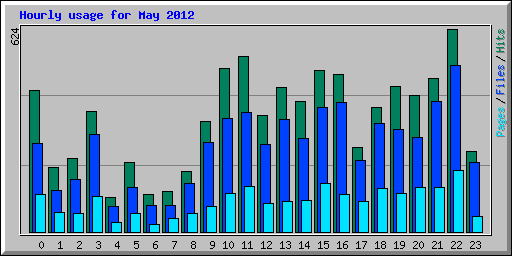 Hourly usage for May 2012
624
Pages/Files/Hits
0 1 2 3 4 5 6 7 8 9 10 11 12 13 14 15 16 17 18 19 20 21 22 23